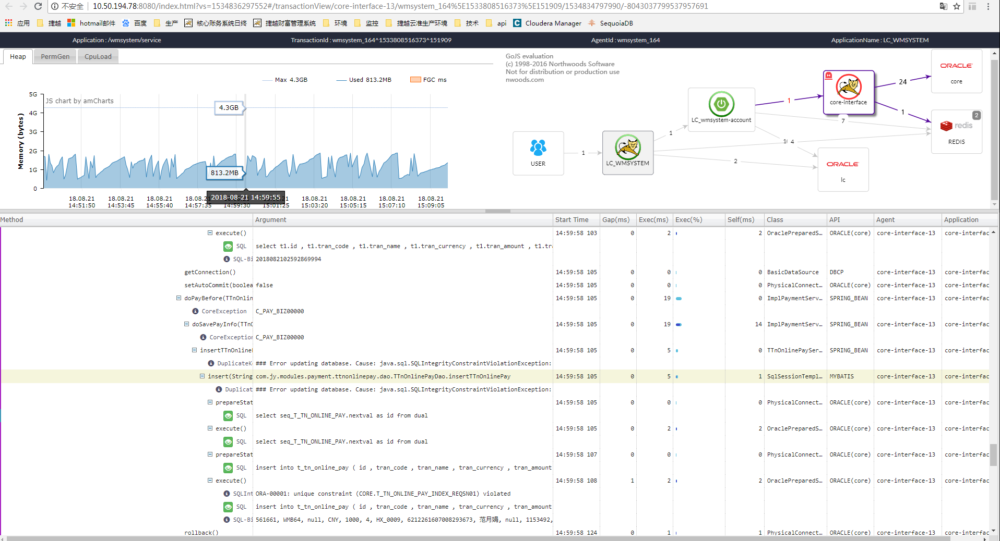 不安全 10.50.194.78:8080/index.html?vs=1534836297552#/transactionView/core-interface-13/wmsystem_164%5E1533808516373%5E151909/1534834797990/-8043037799537957691
应用 捷越 hotmail邮件 百度 生产 核心账务系统日终 捷越财富管理系统 环境 监控 捷越云准生产环境 技术 api Cloudera Manager SequoiaDB
Application : /wmsystem/service TransactionId : wmsystem_164^1533808516373^151909 AgentId : wmsystem_164 ApplicationName : LC_WMSYSTEM
Heap PermGen CpuLoad
Max 4.3GB Used 813.2MB FGC ms
JS chart by amCharts
Memory (bytes)
5G
4G
3G
2G
1G
0
4.3GB
813.2MB
2018-08-21 14:59:55
18.08.21 14:51:50
18.08.21 14:53:45
18.08.21 14:55:40
18.08.21 14:57:35
14:59:30
18.08.21 15:01:25
18.08.21 15:03:20
18.08.21 15:05:15
18.08.21 15:07:10
18.08.21 15:09:05
GoJS evaluation
(c) 1998-2016 Northwoods Software
Not for distribution or production use
nwoods.com
USER
1
LC_WMSYSTEM
1
LC_wmsystem-account
1
core-interface
24
ORACLE
core
1
7
4
2
redis
2
REDIS
ORACLE
lc
Method Argument Start Time Gap(ms) Exec(ms) Exec(%) Self(ms) Class API Agent Application
execute() 14:59:58 103 0 2 2 OraclePreparedS... ORACLE(core) core-interface-13 core-interfac
SQL select t1.id , t1.tran_code , t1.tran_name , t1.tran_currency , t1.tran_amount , t1.tra
SQL-Bi 2018082102592869994
getConnection() 14:59:58 105 0 0 0 BasicDataSource DBCP core-interface-13 core-interfac
setAutoCommit(boolea false 14:59:58 105 0 0 0 PhysicalConnect... ORACLE(core) core-interface-13 core-interfac
doPayBefore(TTnOnlin 14:59:58 105 0 19 0 ImplPaymentServ... SPRING_BEAN core-interface-13 core-interfac
CoreException C_PAY_BIZ00000
doSavePayInfo(TTnO 14:59:58 105 0 19 14 ImplPaymentServ... SPRING_BEAN core-interface-13 core-interfac
CoreException C_PAY_BIZ00000
insertTTnOnline 14:59:58 105 0 5 0 TTnOnlinePaySer... SPRING_BEAN core-interface-13 core-interfac
DuplicateK ### Error updating database. Cause: java.sql.SQLIntegrityConstraintViolationException:
insert(String com.jy.modules.payment.ttnonlinepay.dao.TTnOnlinePayDao.insertTTnOnlinePay 14:59:58 105 0 5 1 SqlSessionTempl... MYBATIS core-interface-13 core-interfac
Duplicat ### Error updating database. Cause: java.sql.SQLIntegrityConstraintViolationException:
prepareStat 14:59:58 105 0 0 0 PhysicalConnect... ORACLE(core) core-interface-13 core-interfac
SQL select seq_T_TN_ONLINE_PAY.nextval as id from dual
execute() 14:59:58 105 0 2 2 OraclePreparedS... ORACLE(core) core-interface-13 core-interfac
SQL select seq_T_TN_ONLINE_PAY.nextval as id from dual
prepareStat 14:59:58 107 0 0 0 PhysicalConnect... ORACLE(core) core-interface-13 core-interfac
SQL insert into t_tn_online_pay ( id , tran_code , tran_name , tran_currency , tran_amount
execute() 14:59:58 108 1 2 2 OraclePreparedS... ORACLE(core) core-interface-13 core-interfac
SQLInt ORA-00001: unique constraint (CORE.T_TN_ONLINE_PAY_INDEX_REQSN01) violated
SQL insert into t_tn_online_pay ( id , tran_code , tran_name , tran_currency , tran_amount
SQL-Bi 561661, WMB64, null, CNY, 1000, 4, HX_0009, 6212261607008293673, 范月娟, null, 1153492,
rollback() 14:59:58 124 0 1 1 PhysicalConnect... ORACLE(core) core-interface-13 core-interfac